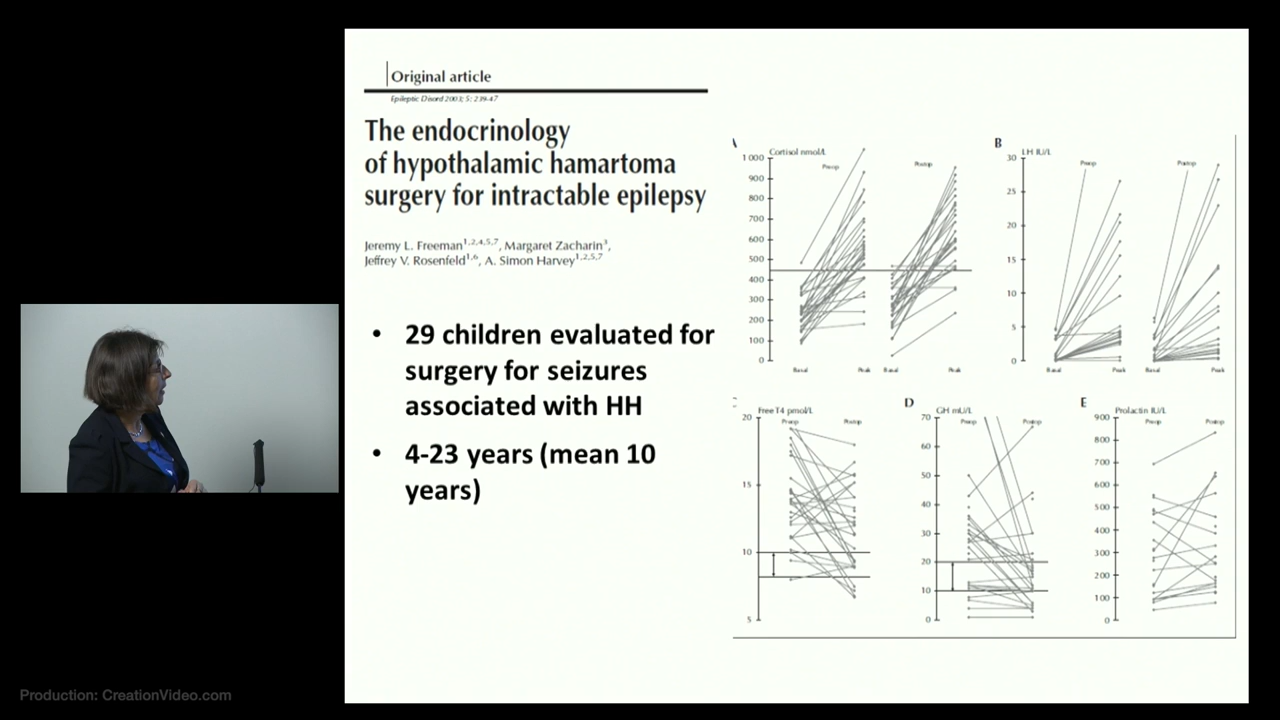 Original article
Epileptic Disord 2003; 5: 239-47
The endocrinology
of hypothalamic hamartoma
surgery for intractable epilepsy
Jeremy L. Freeman1,2,4,5,7, Margaret Zacharin3,
Jeffrey V. Rosenfeld1,6, A. Simon Harvey1,2,5,7
• 29 children evaluated for
surgery for seizures
associated with HH
• 4-23 years (mean 10
years)
A
Cortisol nmol/L
Preop
Postop
1 000
900
800
700
600
500
400
300
200
100
0
Basal
Peak
Basal
Peak
B
LH IU/L
Preop
Postop
30
25
20
15
10
5
0
Basal
Peak
Basal
Peak
Free T4 pmol/L
Preop
Postop
20
15
10
5
D
GH mU/L
Preop
Postop
70
60
50
40
30
20
10
0
E
Prolactin IU/L
Preop
Postop
900
800
700
600
500
400
300
200
100
0
Production: CreationVideo.com